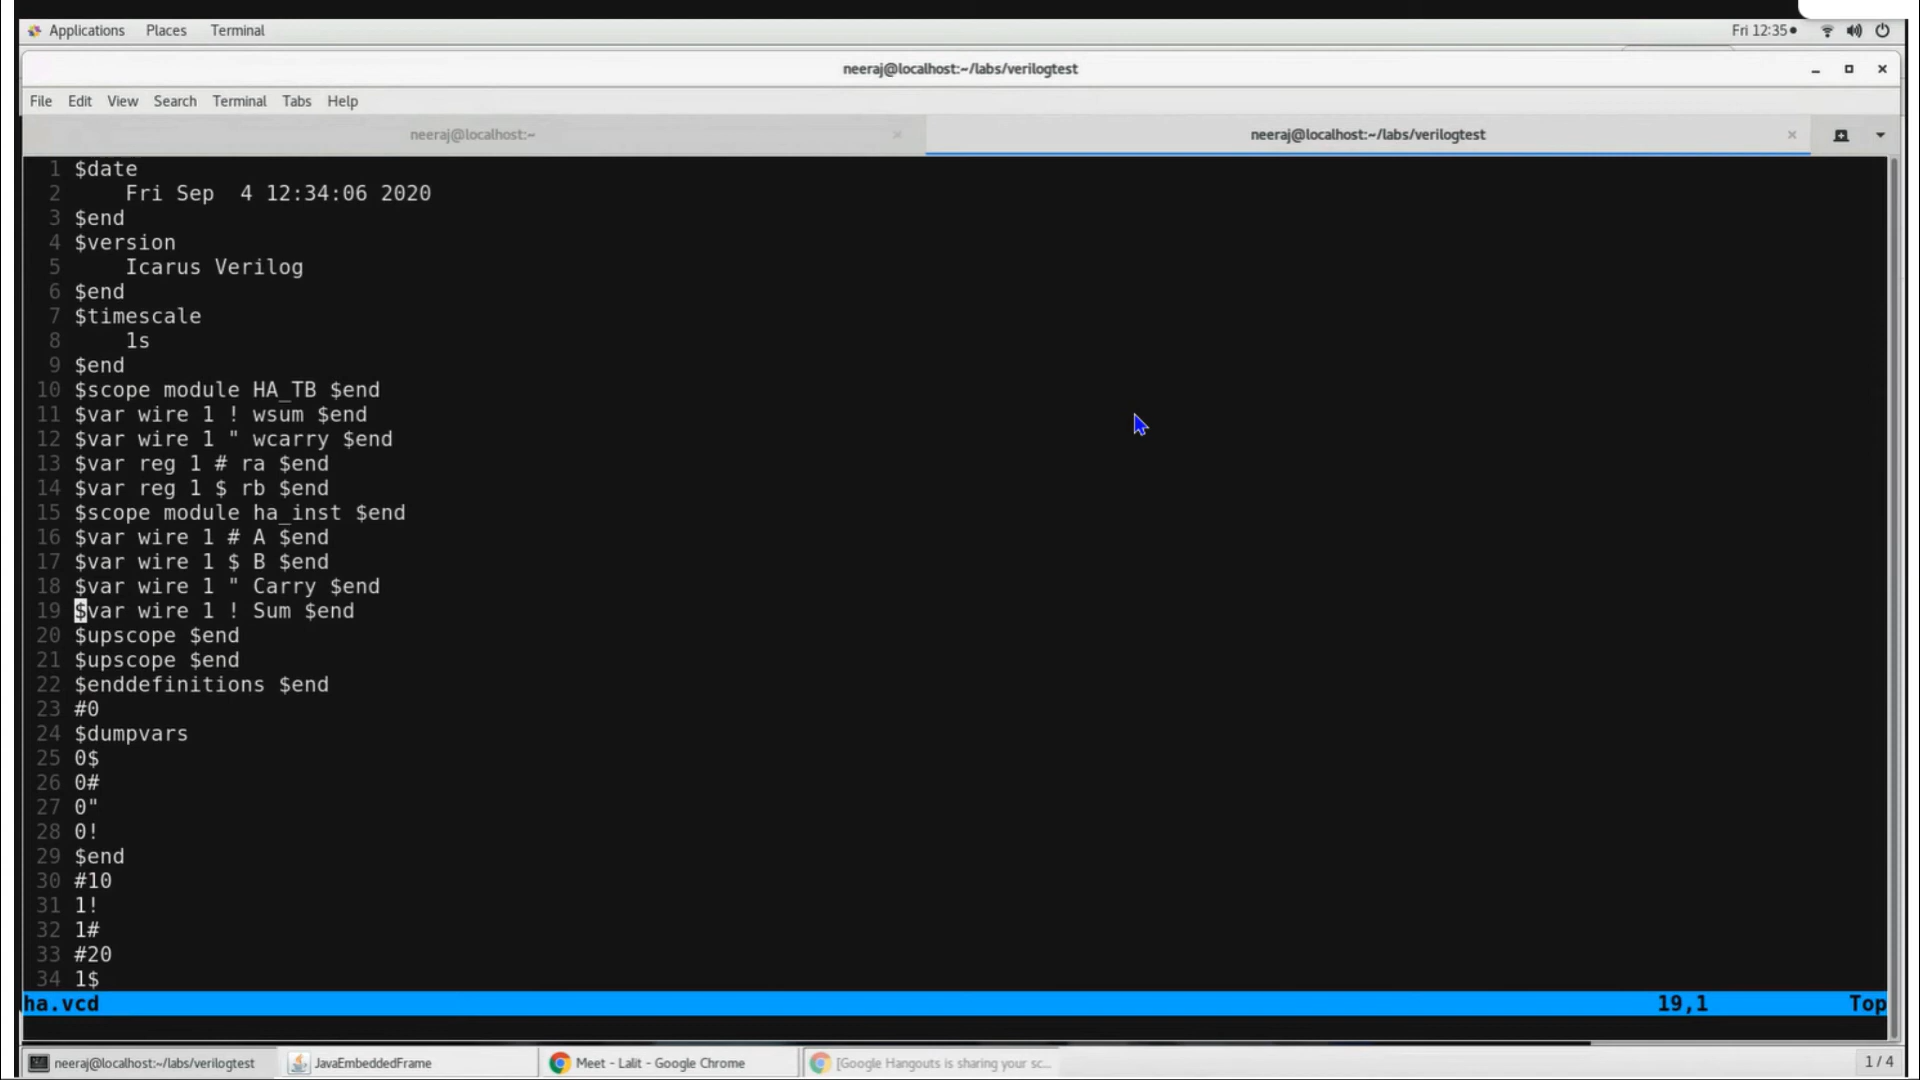 Applications Places Terminal Fri 12:35
neeraj@localhost:~/labs/verilogtest
File Edit View Search Terminal Tabs Help
neeraj@localhost:~ neeraj@localhost:~/labs/verilogtest
1 $date
2     Fri Sep  4 12:34:06 2020
3 $end
4 $version
5     Icarus Verilog
6 $end
7 $timescale
8     1s
9 $end
10 $scope module HA_TB $end
11 $var wire 1 ! wsum $end
12 $var wire 1 " wcarry $end
13 $var reg 1 # ra $end
14 $var reg 1 $ rb $end
15 $scope module ha_inst $end
16 $var wire 1 # A $end
17 $var wire 1 $ B $end
18 $var wire 1 " Carry $end
19 $var wire 1 ! Sum $end
20 $upscope $end
21 $upscope $end
22 $enddefinitions $end
23 #0
24 $dumpvars
25 0$
26 0#
27 0"
28 0!
29 $end
30 #10
31 1!
32 1#
33 #20
34 1$
ha.vcd 19,1 Top
neeraj@localhost:~/labs/verilogtest JavaEmbeddedFrame Meet - Lalit - Google Chrome [Google Hangouts is sharing your sc... 1 / 4